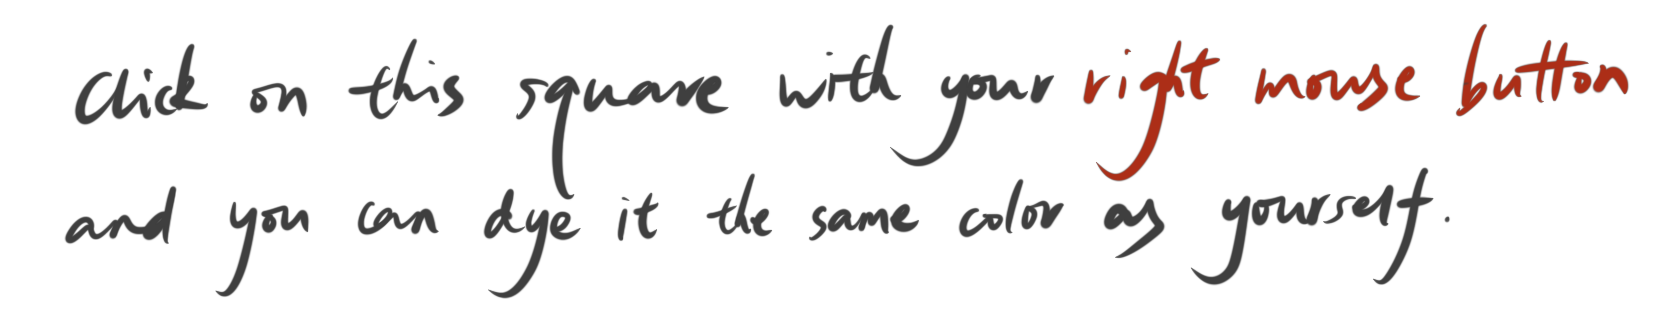 Click on this square with your right mouse button
and you can dye it the same color as yourself.